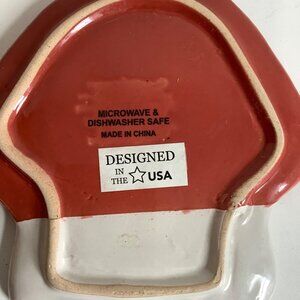 MICROWAVE &
DISHWASHER SAFE
MADE IN CHINA
DESIGNED
IN
THE ☆ USA